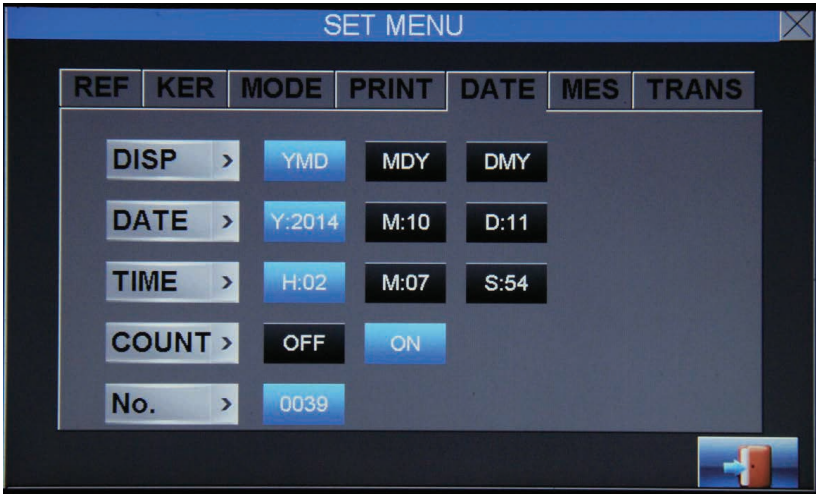 SET MENU
REF KER MODE PRINT DATE MES TRANS
DISP > YMD MDY DMY
DATE > Y:2014 M:10 D:11
TIME > H:02 M:07 S:54
COUNT > OFF ON
No. > 0039